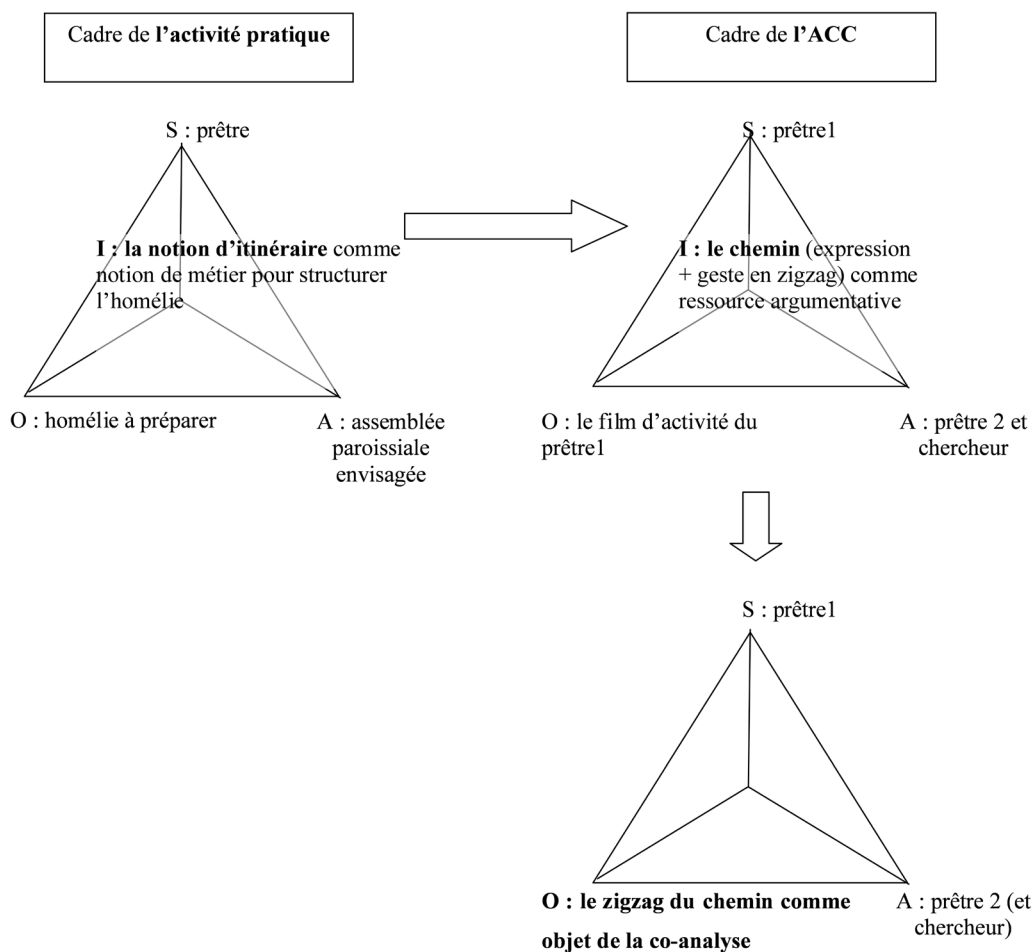 Cadre de l'activité pratique
Cadre de l'ACC
S : prêtre
I : la notion d'itinéraire comme
notion de métier pour structurer
l'homélie
O : homélie à préparer
A : assemblée
paroissiale
envisagée
S : prêtre1
I : le chemin (expression
+ geste en zigzag) comme
ressource argumentative
O : le film d'activité du
prêtre1
A : prêtre 2 et
chercheur
S : prêtre1
O : le zigzag du chemin comme
objet de la co-analyse
A : prêtre 2 (et
chercheur)